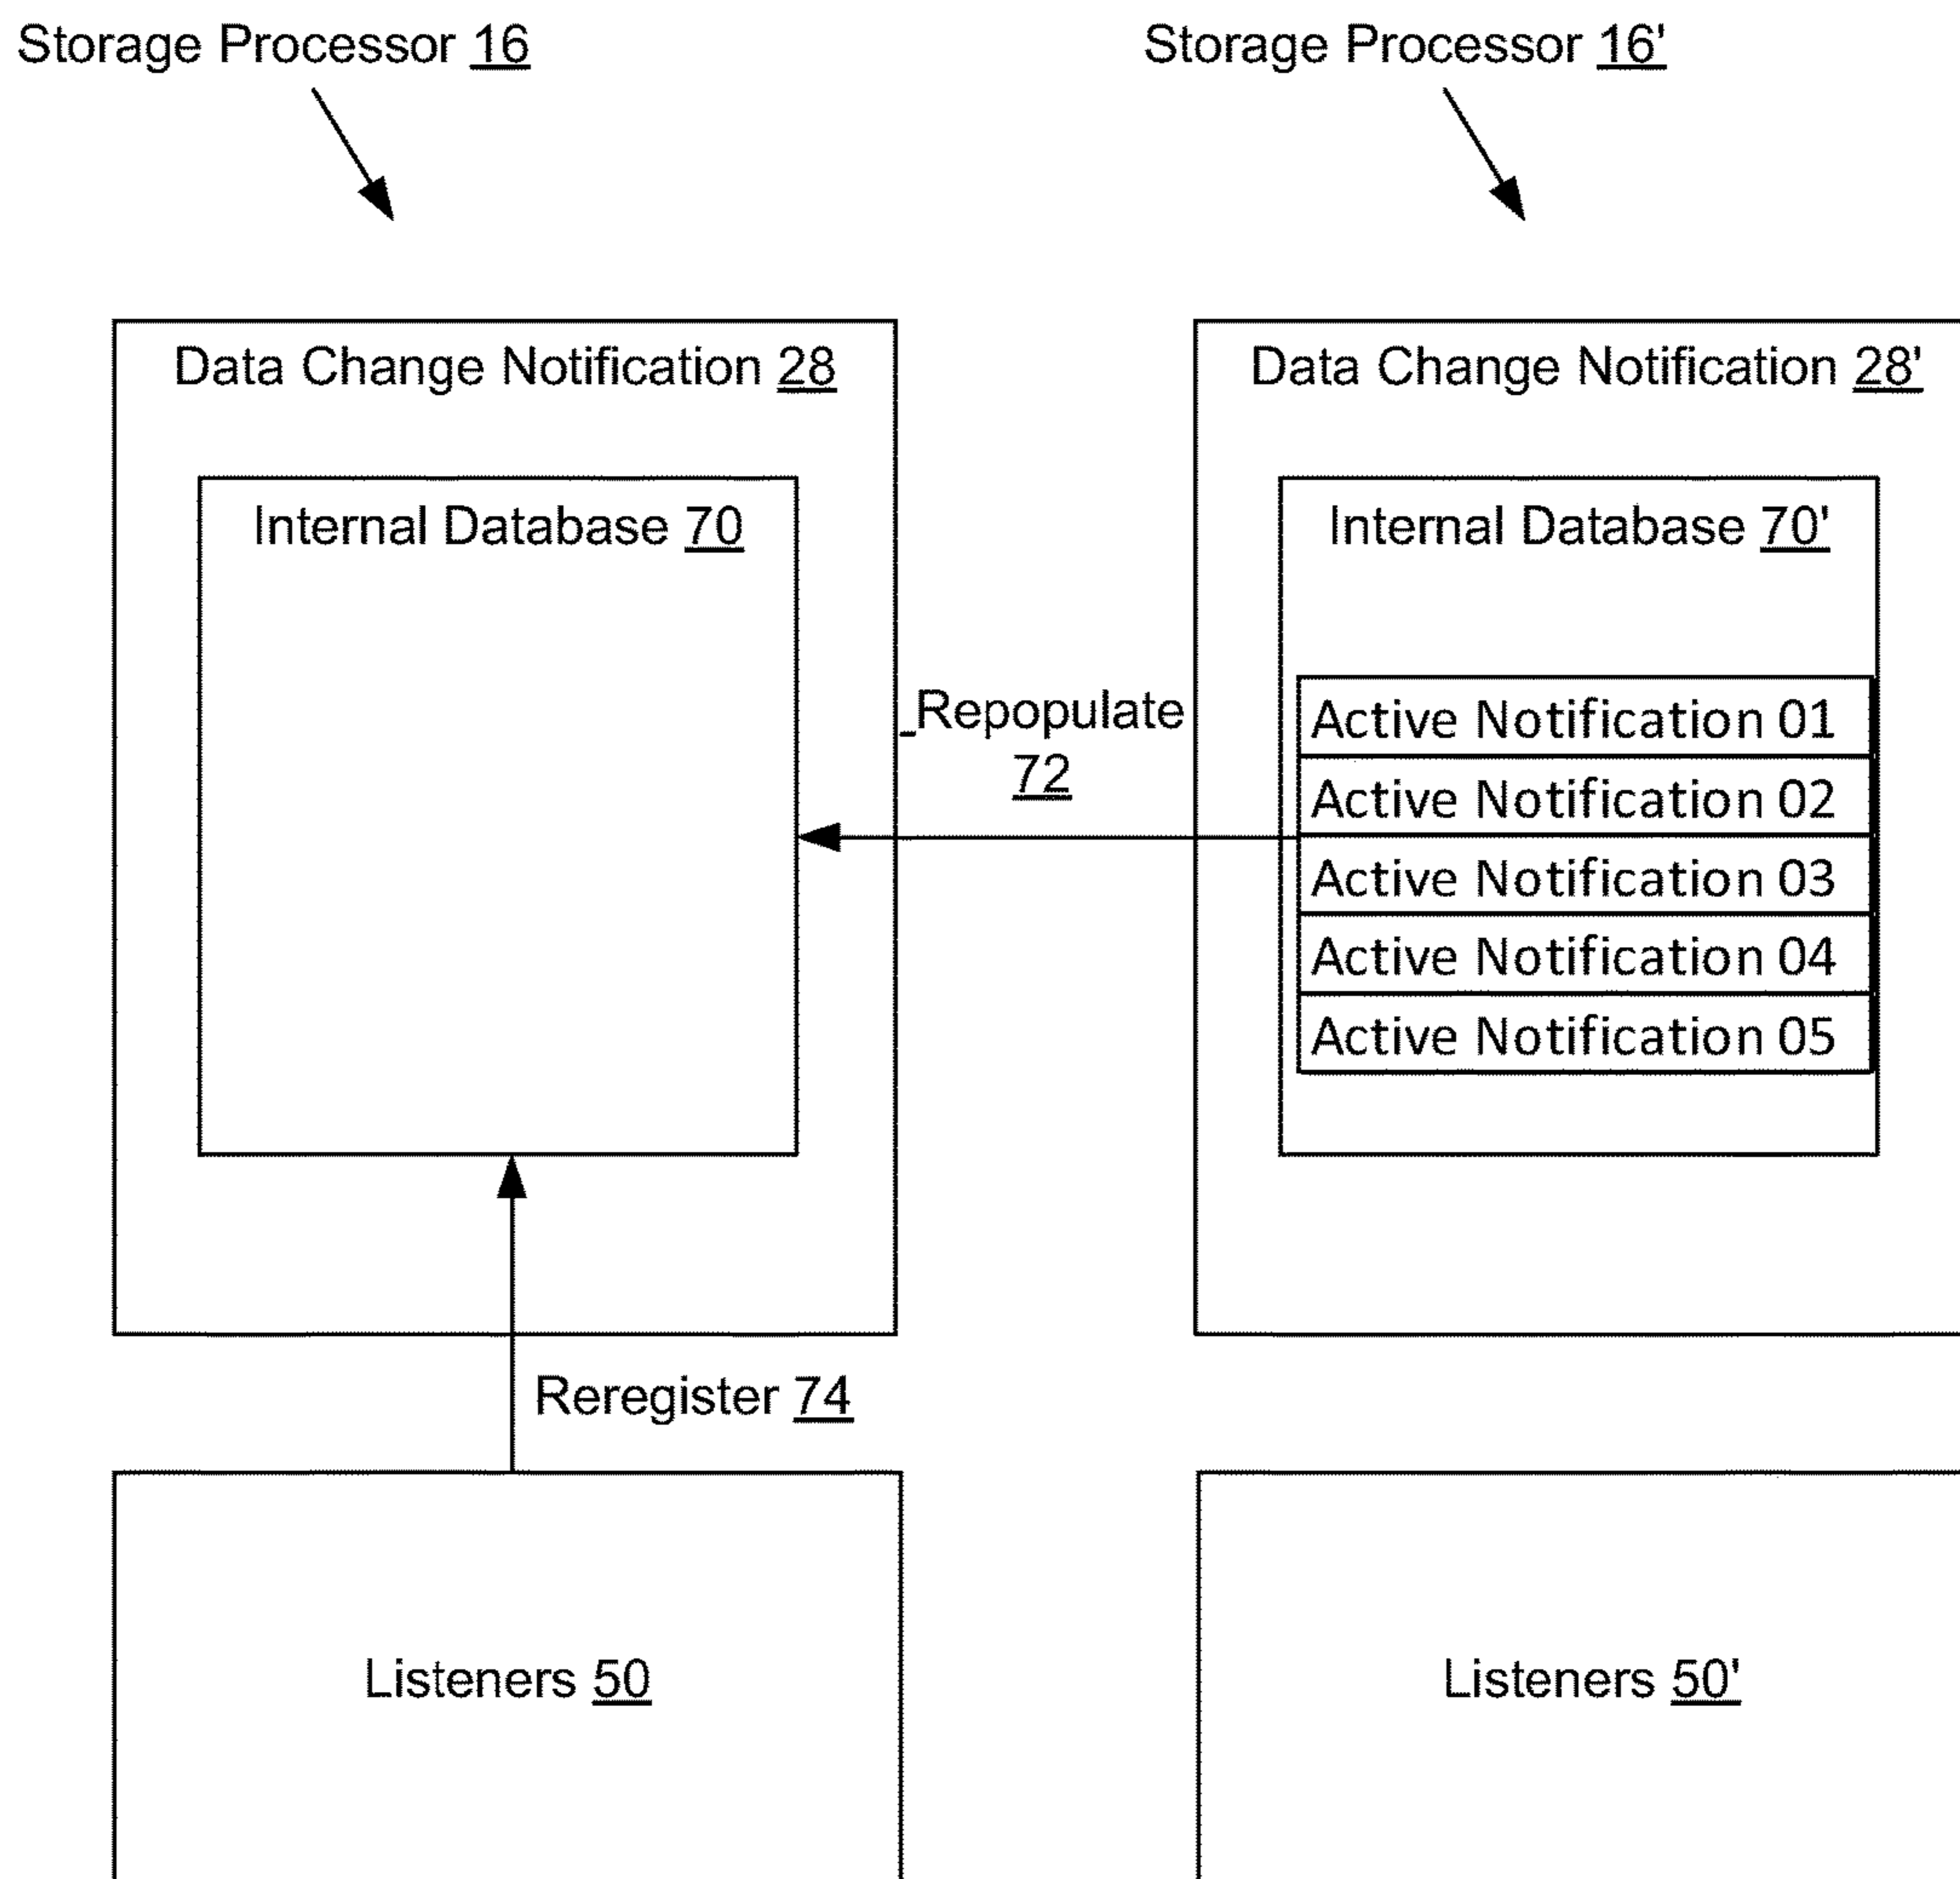 Storage Processor 16
Storage Processor 16'
Data Change Notification 28
Data Change Notification 28'
Internal Database 70
Internal Database 70'
Repopulate
72
Active Notification 01
Active Notification 02
Active Notification 03
Active Notification 04
Active Notification 05
Reregister 74
Listeners 50
Listeners 50'